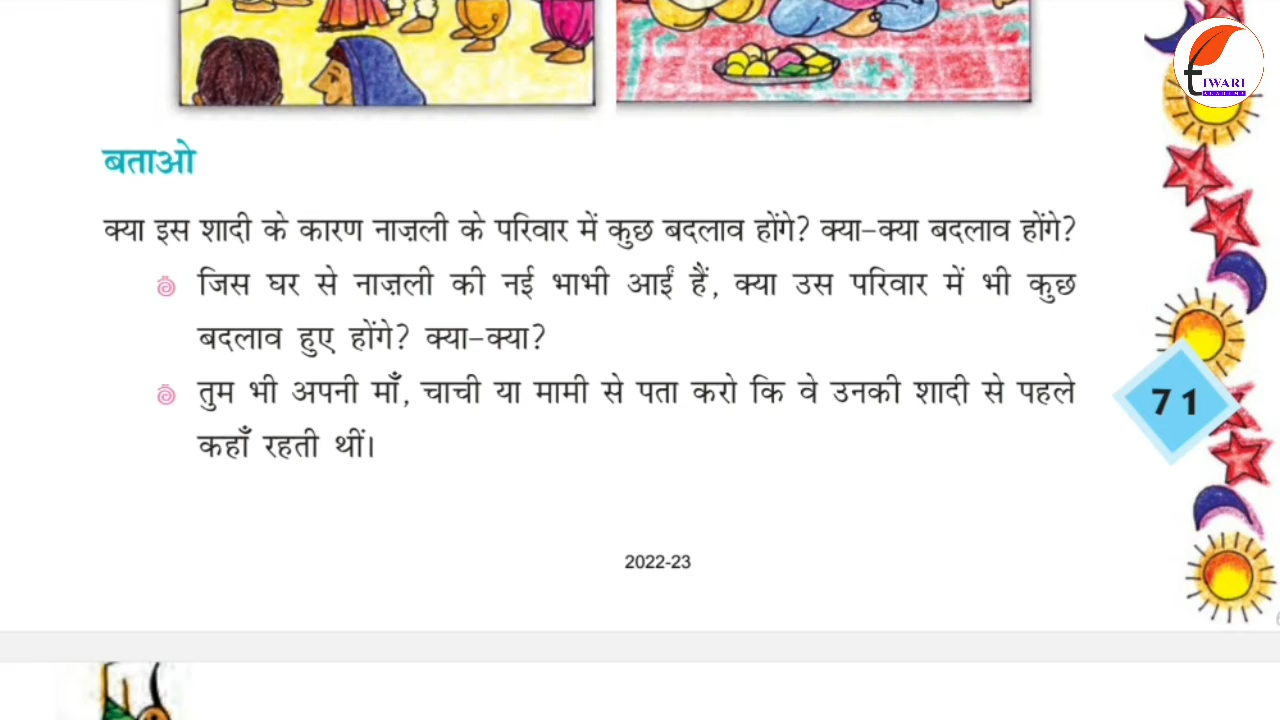 tIWARI
ACADEMY
बताओ
क्या इस शादी के कारण नाज़ली के परिवार में कुछ बदलाव होंगे? क्या–क्या बदलाव होंगे?
जिस घर से नाज़ली की नई भाभी आईं हैं, क्या उस परिवार में भी कुछ
बदलाव हुए होंगे? क्या–क्या?
तुम भी अपनी माँ, चाची या मामी से पता करो कि वे उनकी शादी से पहले
कहाँ रहती थीं।
71
2022-23